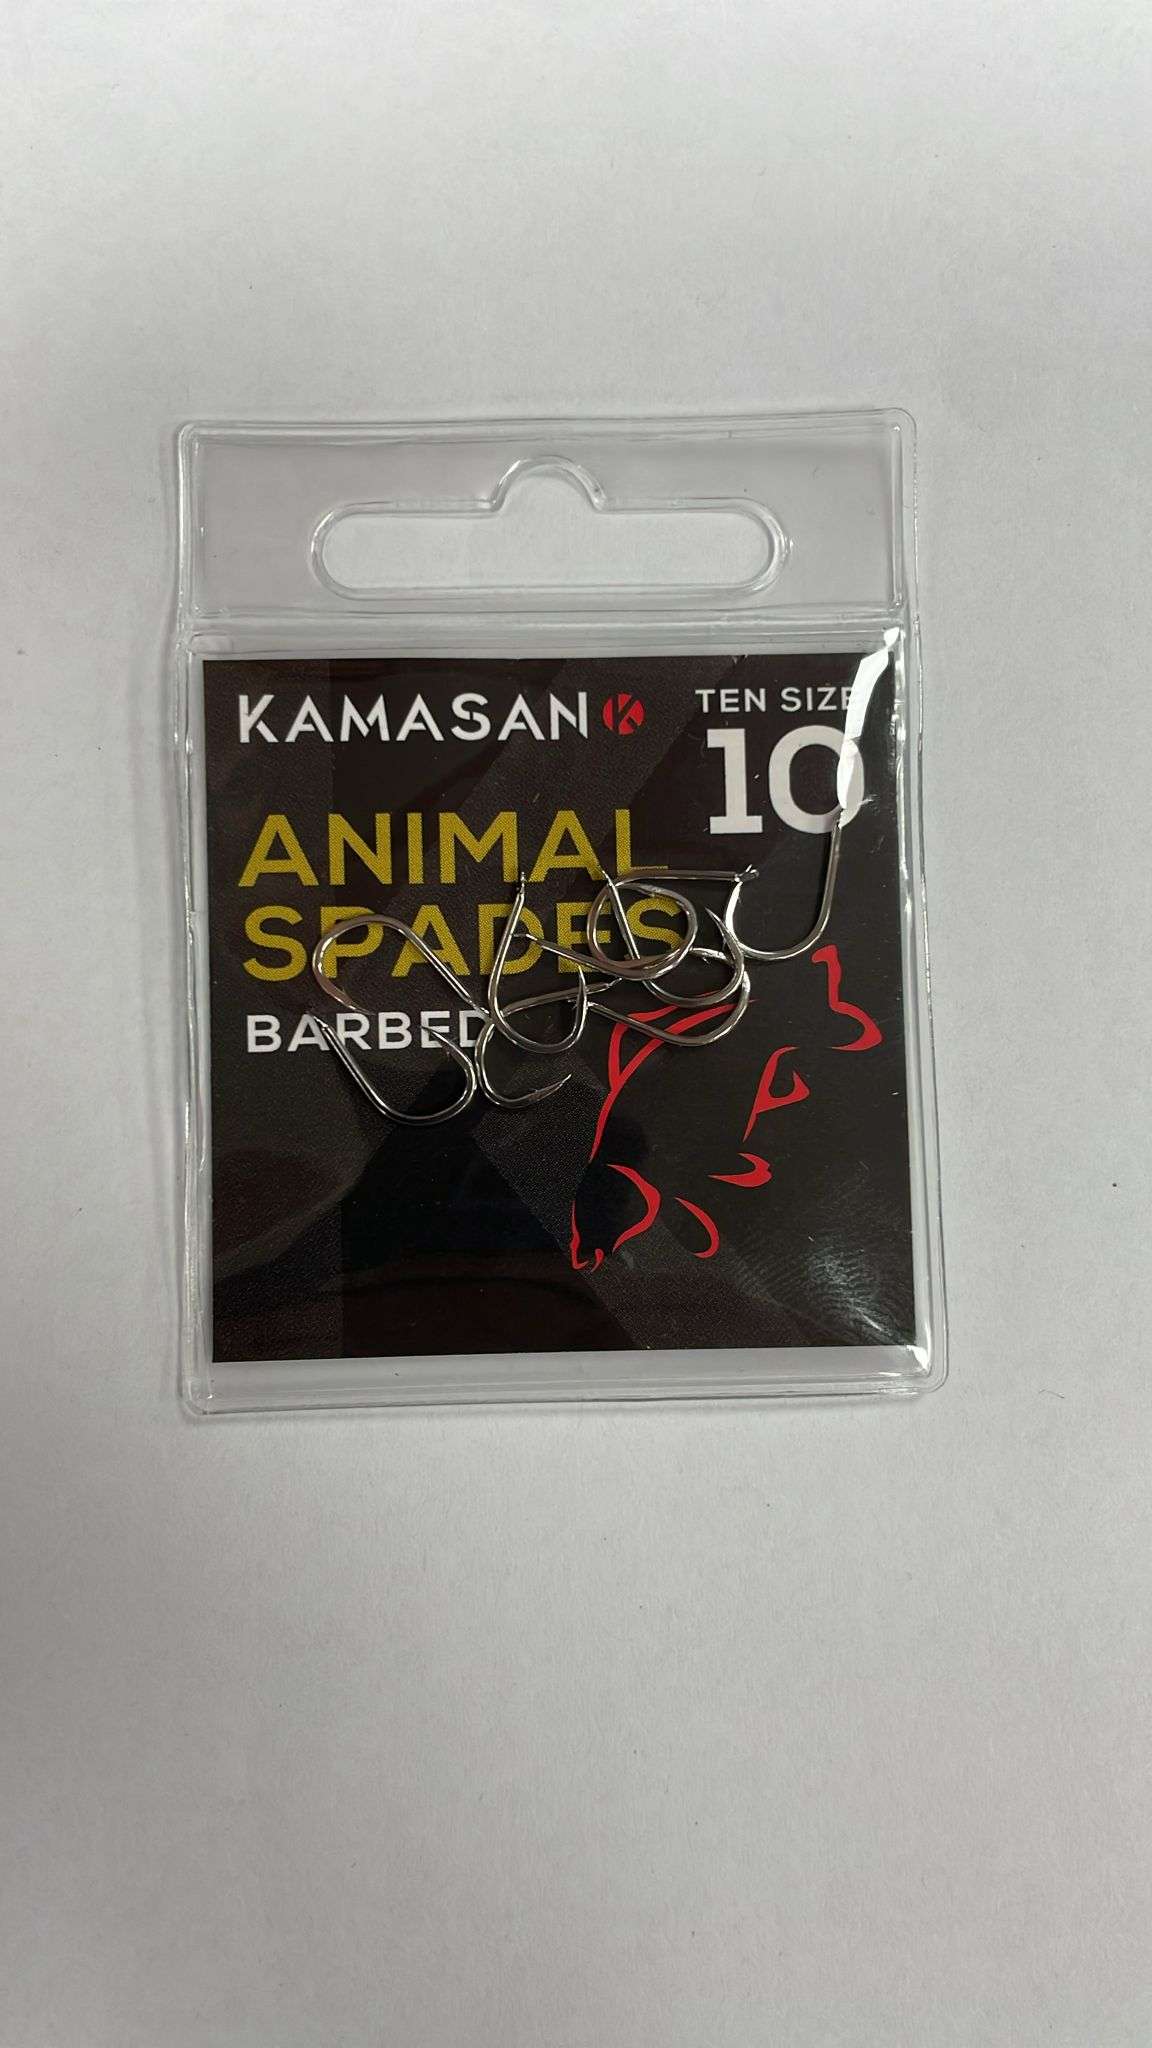 KAMASAN
TEN SIZE
10
ANIMAL
SPADES
BARBED